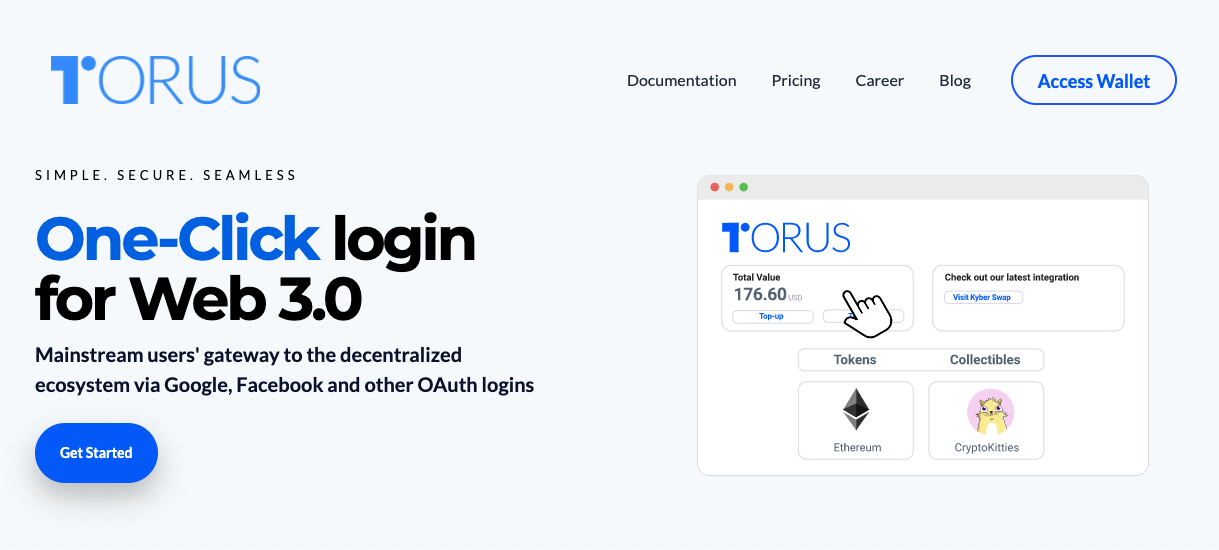 TORUS
Documentation Pricing Career Blog Access Wallet
SIMPLE. SECURE. SEAMLESS
One-Click login
for Web 3.0
Mainstream users' gateway to the decentralized
ecosystem via Google, Facebook and other OAuth logins
Get Started
TORUS
Total Value
176.60 USD
Top-up
Check out our latest integration
Visit Kyber Swap
Tokens Collectibles
Ethereum CryptoKitties